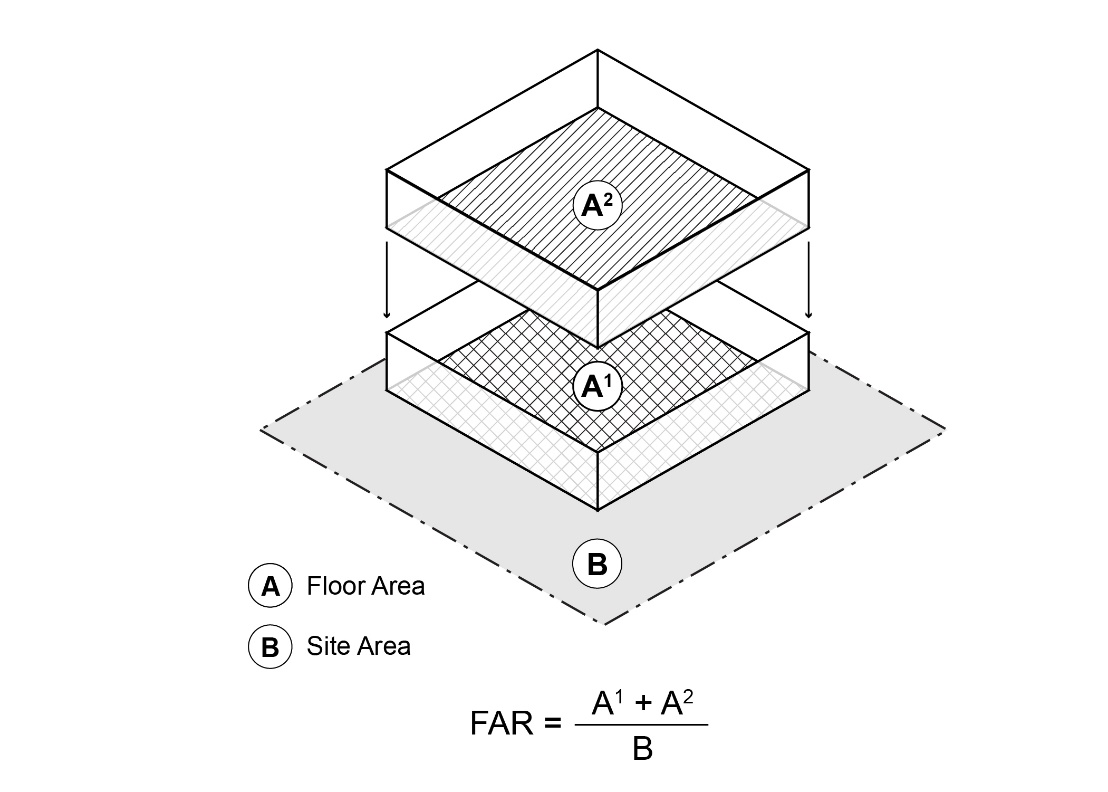 A²
A¹
B
A Floor Area
B Site Area
FAR = A¹ + A²
B